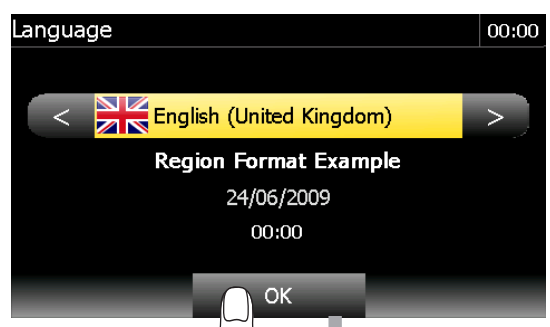 Language 00:00
< English (United Kingdom) >
Region Format Example
24/06/2009
00:00
OK